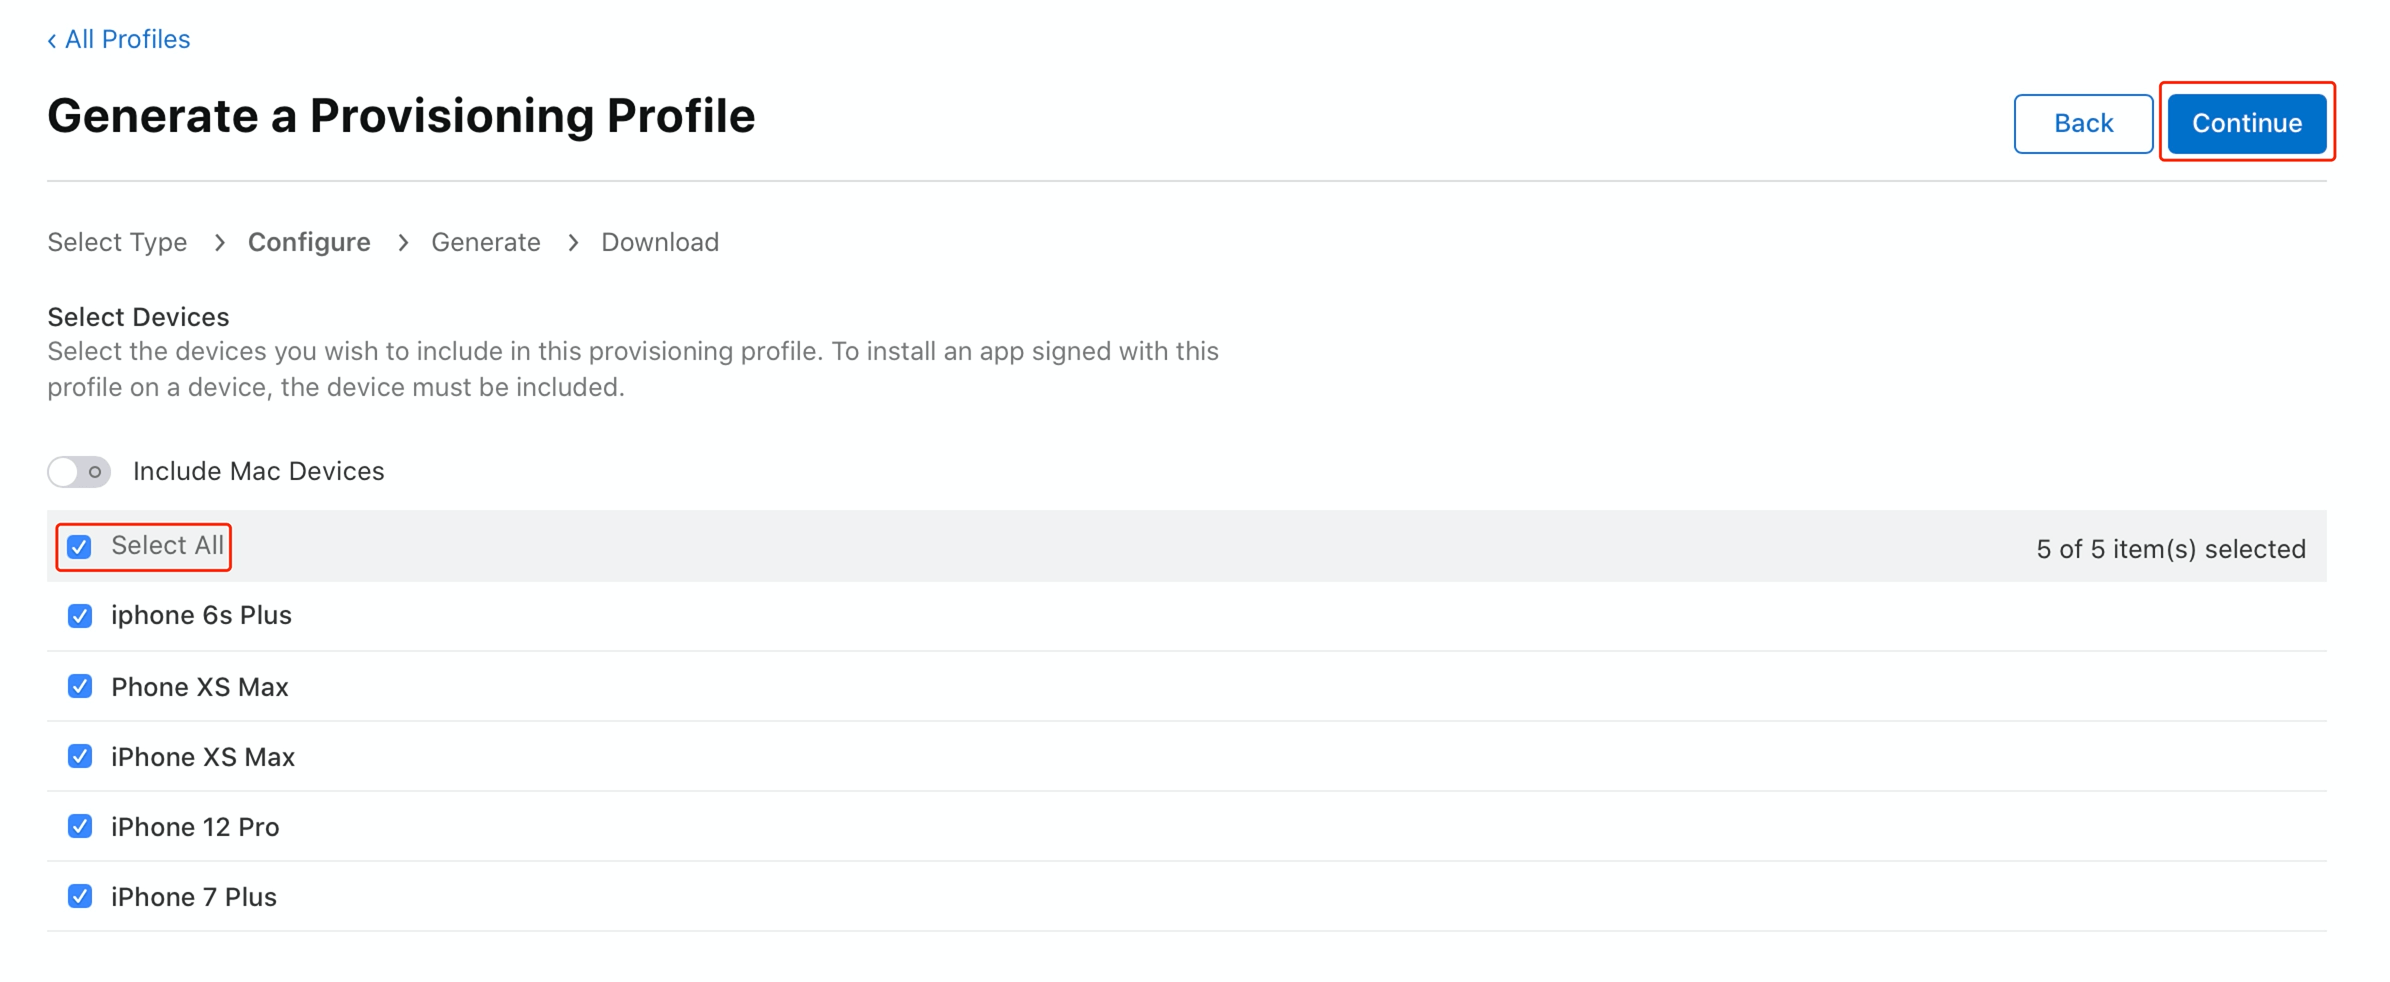 ‹ All Profiles
Generate a Provisioning Profile
Back
Continue
Select Type > Configure > Generate > Download
Select Devices
Select the devices you wish to include in this provisioning profile. To install an app signed with this
profile on a device, the device must be included.
Include Mac Devices
Select All
5 of 5 item(s) selected
iphone 6s Plus
Phone XS Max
iPhone XS Max
iPhone 12 Pro
iPhone 7 Plus